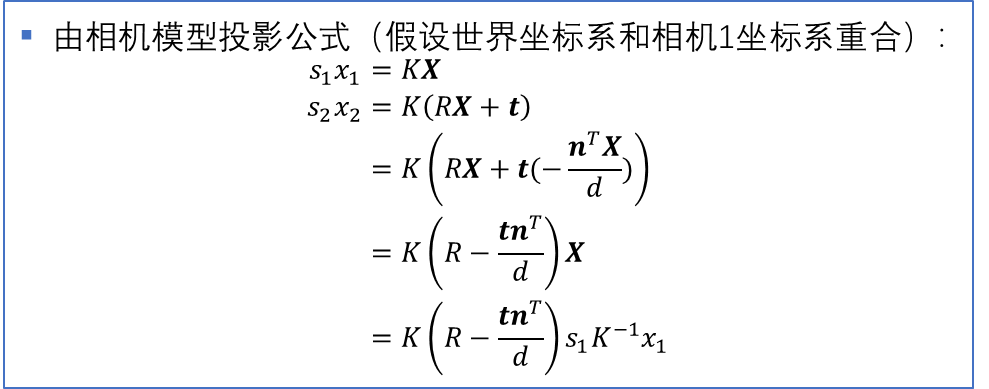 ▪ 由相机模型投影公式（假设世界坐标系和相机1坐标系重合）:
s₁x₁ = K𝑿
s₂x₂ = K(R𝑿 + 𝒕)
= K(R𝑿 + 𝒕(−𝒏ᵀ𝑿/d))
= K(R − 𝒕𝒏ᵀ/d)𝑿
= K(R − 𝒕𝒏ᵀ/d)s₁K⁻¹x₁